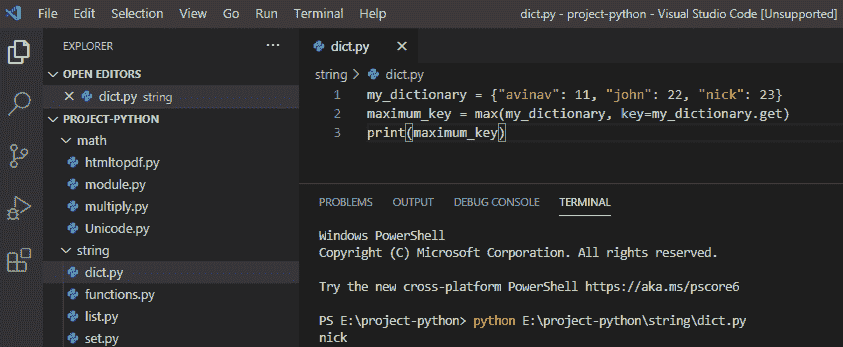 File Edit Selection View Go Run Terminal Help dict.py - project-python - Visual Studio Code [Unsupported]
EXPLORER ...
OPEN EDITORS
dict.py string
PROJECT-PYTHON
math
htmltopdf.py
module.py
multiply.py
Unicode.py
string
dict.py
functions.py
list.py
set.py
dict.py
string > dict.py
1 my_dictionary = {"avinav": 11, "john": 22, "nick": 23}
2 maximum_key = max(my_dictionary, key=my_dictionary.get)
3 print(maximum_key)
PROBLEMS OUTPUT DEBUG CONSOLE TERMINAL
Windows PowerShell
Copyright (C) Microsoft Corporation. All rights reserved.
Try the new cross-platform PowerShell https://aka.ms/pscore6
PS E:\project-python> python E:\project-python\string\dict.py
nick